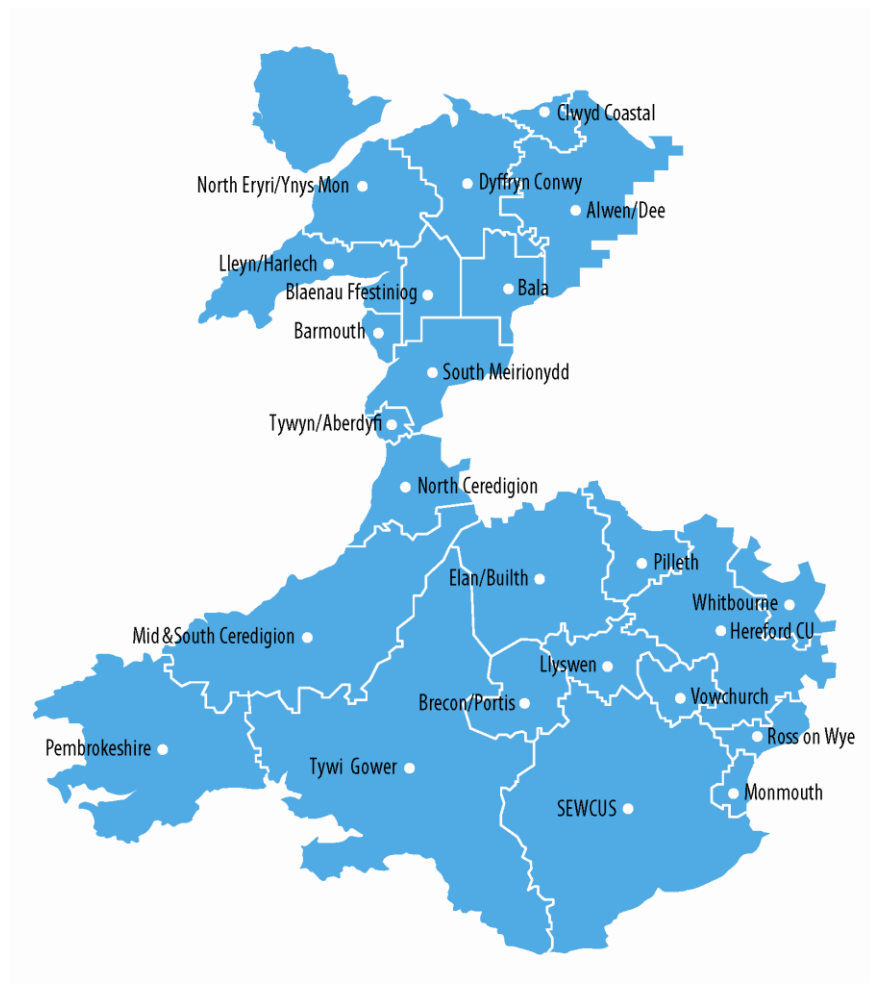 Clwyd Coastal
North Eryri/Ynys Mon
Dyffryn Conwy
Alwen/Dee
Lleyn/Harlech
Blaenau Ffestiniog
Bala
Barmouth
South Meirionydd
Tywyn/Aberdyfi
North Ceredigion
Pilleth
Elan/Builth
Whitbourne
Hereford CU
Mid &South Ceredigion
Llyswen
Vowchurch
Brecon/Portis
Ross on Wye
Pembrokeshire
Tywi Gower
Monmouth
SEWCUS